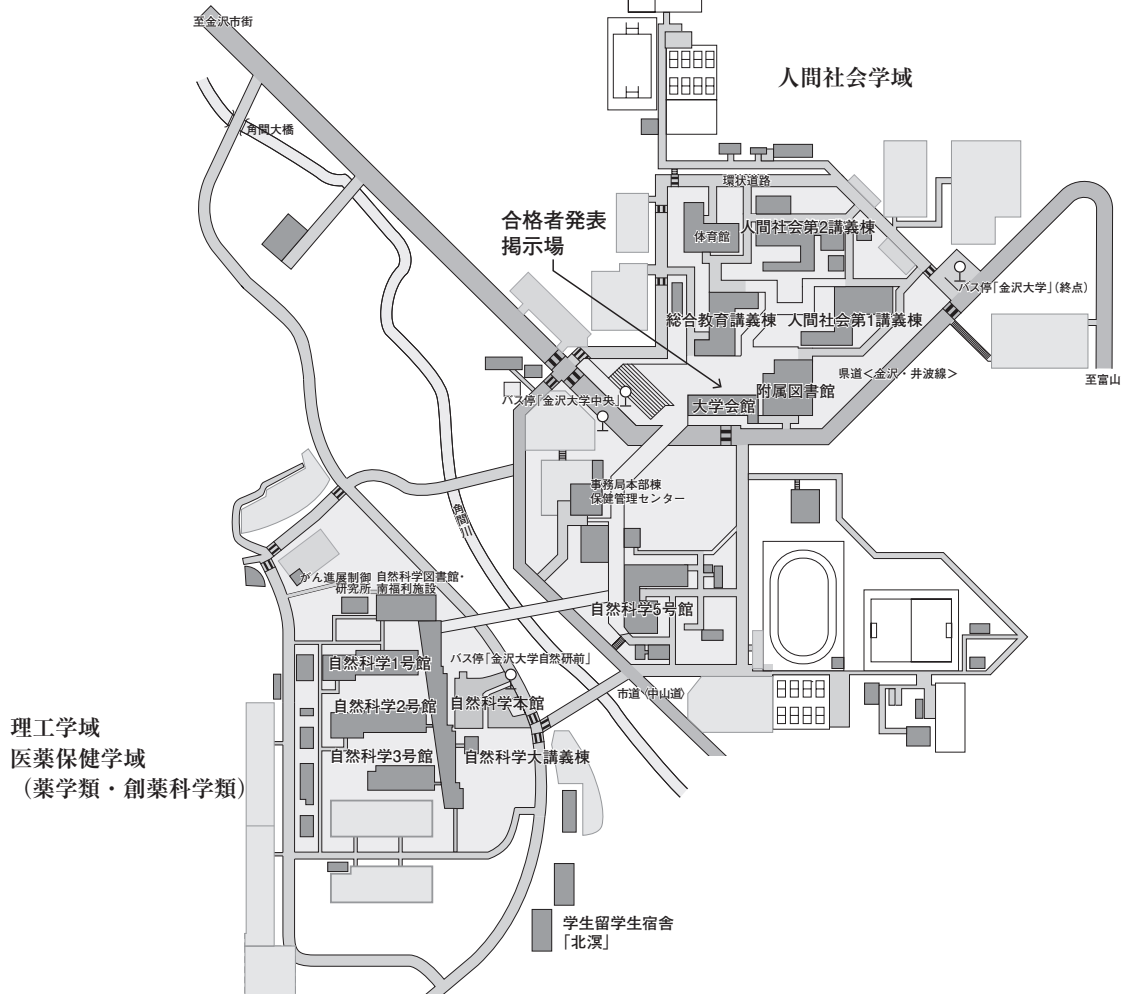 至金沢市街
人間社会学域
角間大橋
環状道路
合格者発表
掲示場
体育館
人間社会第2講義棟
バス停「金沢大学」(終点)
総合教育講義棟
人間社会第1講義棟
県道<金沢・井波線>
至富山
附属図書館
バス停「金沢大学中央」
大学会館
事務局本部棟
保健管理センター
角間川
がん進展制御
研究所
自然科学図書館・
南福利施設
自然科学5号館
自然科学1号館
バス停「金沢大学自然研前」
市道〈中山道〉
自然科学2号館
自然科学本館
理工学域
医薬保健学域
(薬学類・創薬科学類)
自然科学3号館
自然科学大講義棟
学生留学生宿舎
「北溟」